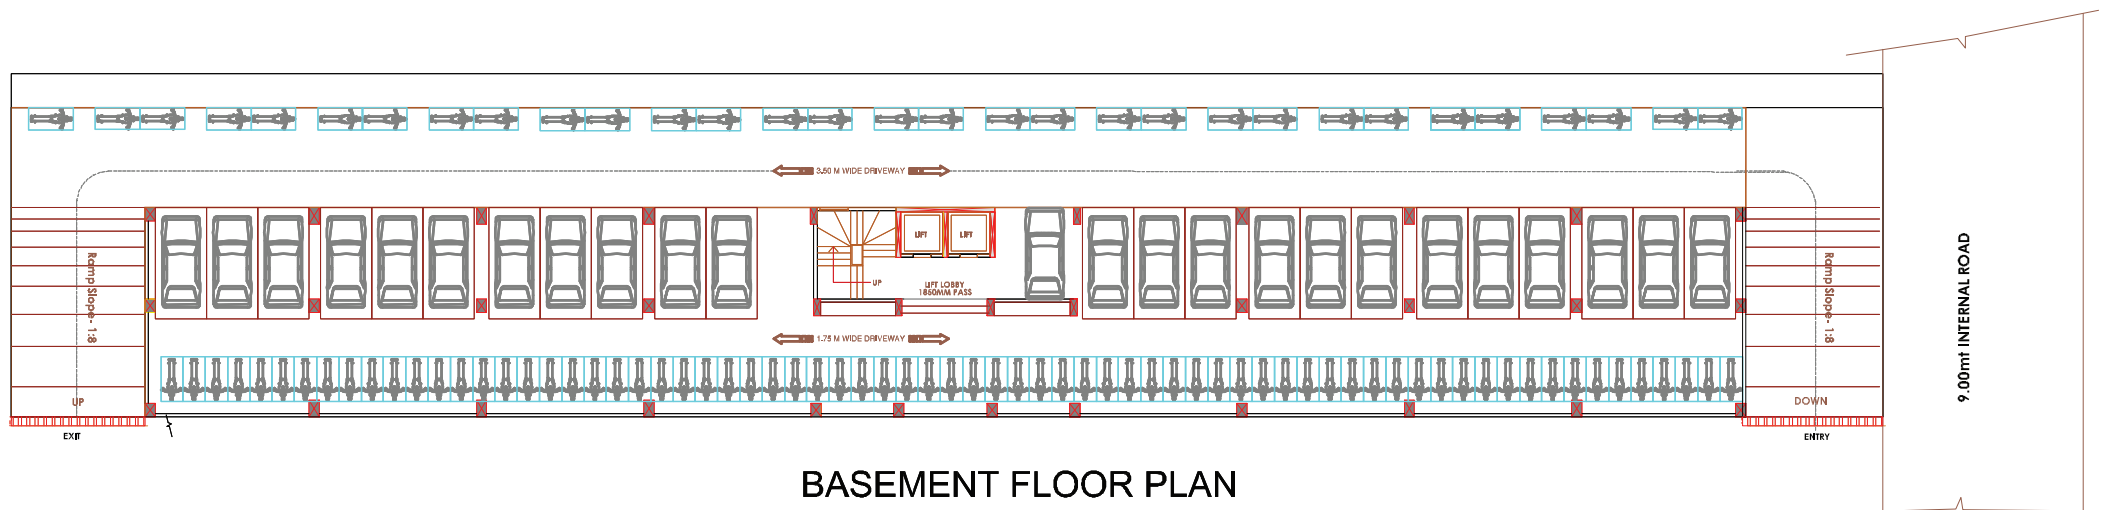 3.50 M WIDE DRIVEWAY
LIFT
LIFT
UP
LIFT LOBBY
1850MM PASS
Ramp Slope- 1:8
Ramp Slope- 1:8
9.00mt INTERNAL ROAD
1.75 M WIDE DRIVEWAY
UP
DOWN
EXIT
ENTRY
BASEMENT FLOOR PLAN